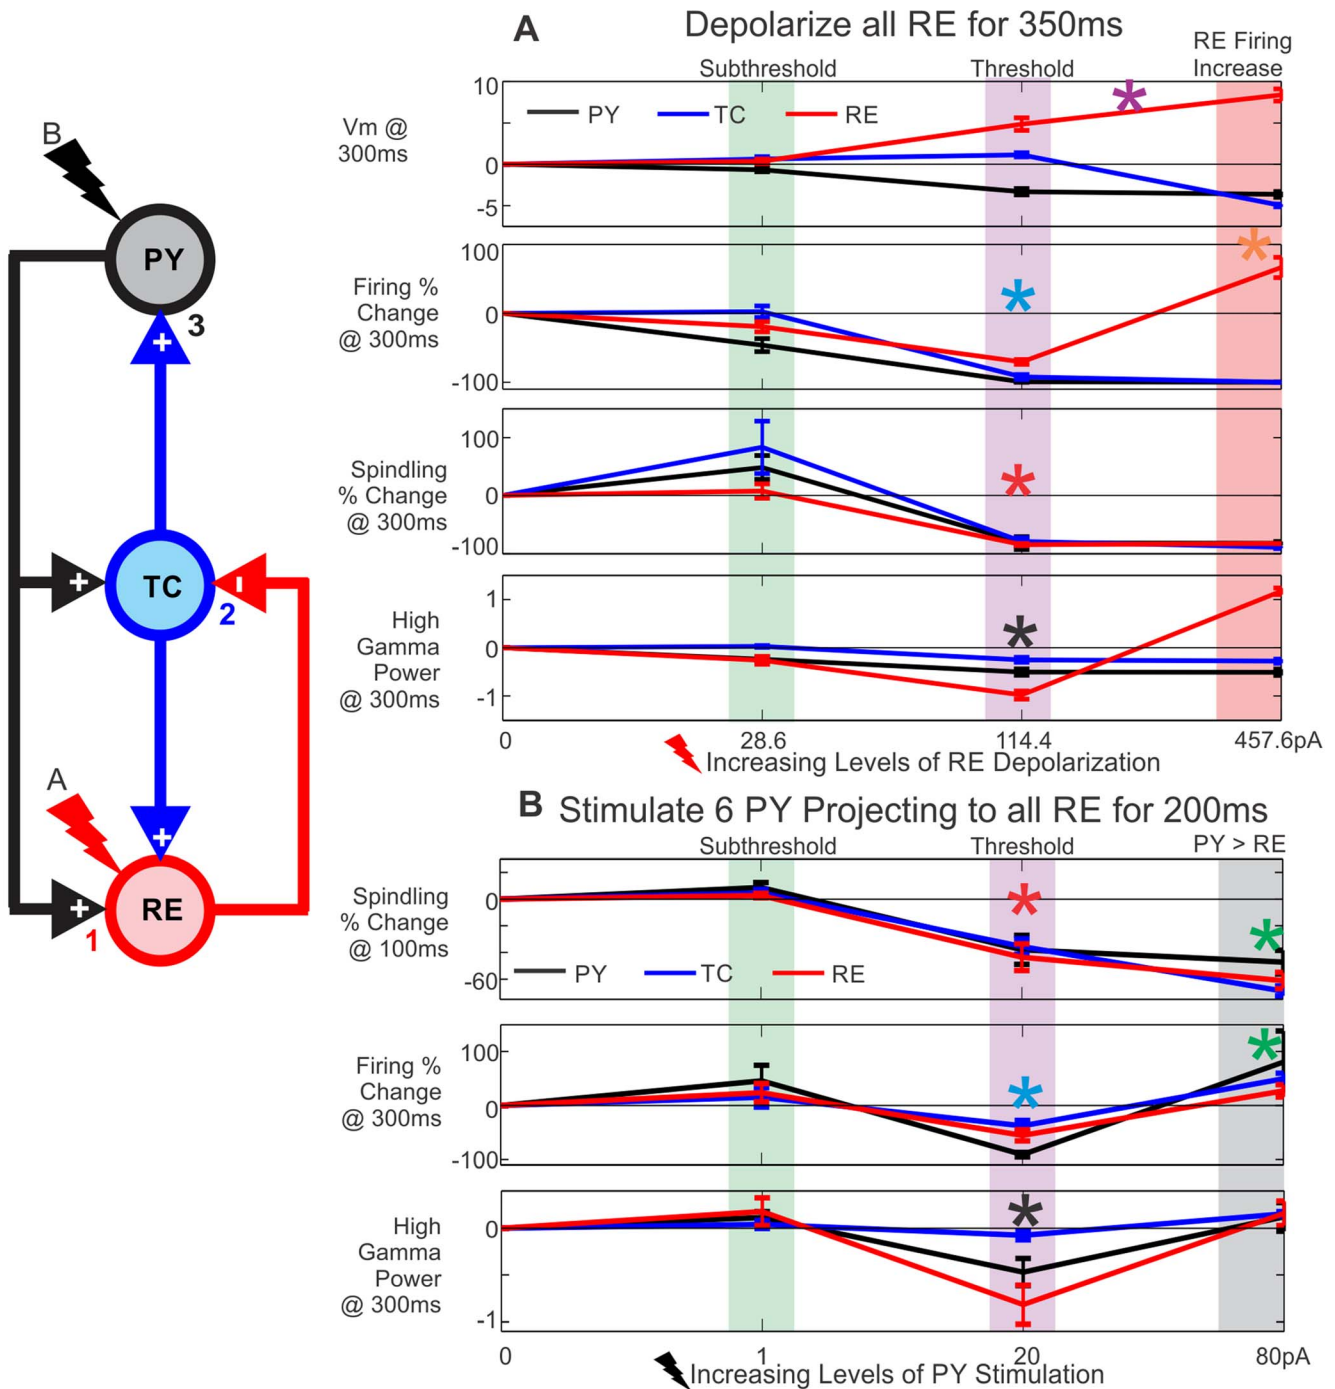 B
PY
3
+
+
TC
2
-
+
A
+
RE
1
A
Depolarize all RE for 350ms
Subthreshold
Threshold
RE Firing
Increase
Vm @
300ms
10
0
-5
PY
TC
RE
*
Firing %
Change
@ 300ms
100
0
-100
*
*
Spindling
% Change
@ 300ms
100
0
-100
*
High
Gamma
Power
@ 300ms
1
0
-1
*
0
28.6
114.4
457.6pA
Increasing Levels of RE Depolarization
B
Stimulate 6 PY Projecting to all RE for 200ms
Subthreshold
Threshold
PY > RE
Spindling
% Change
@ 100ms
0
-60
PY
TC
RE
*
*
Firing %
Change
@ 300ms
100
0
-100
*
*
High
Gamma
Power
@ 300ms
0
-1
*
0
1
20
80pA
Increasing Levels of PY Stimulation